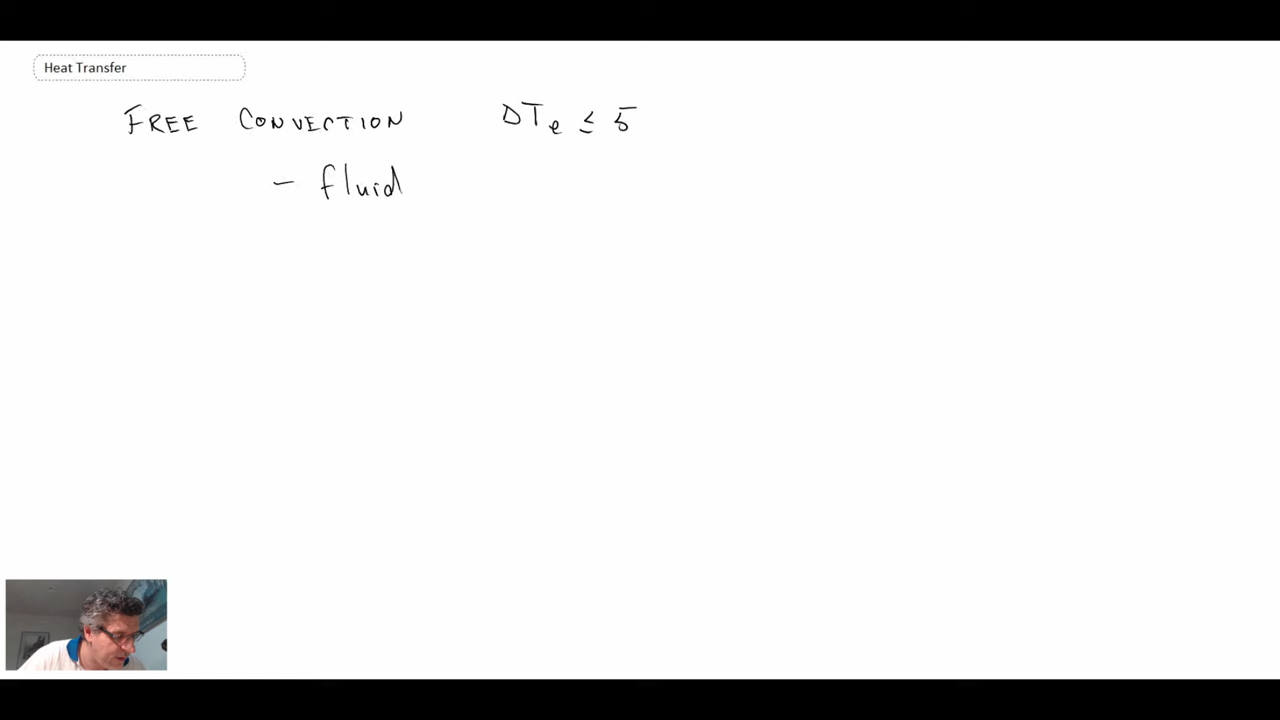 Heat Transfer
FREE CONVECTION ΔTe ≤ 5
- fluid